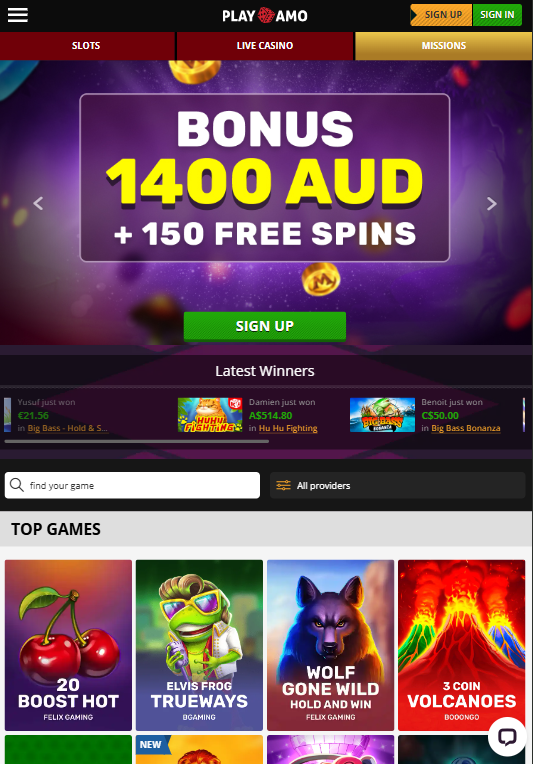 PLAY AMO
SIGN UP
SIGN IN
SLOTS
LIVE CASINO
MISSIONS
BONUS
1400 AUD
+ 150 FREE SPINS
SIGN UP
Latest Winners
Yusuf just won
€21.56
in Big Bass - Hold & S...
HU HU
FIGHTING
Damien just won
A$514.80
in Hu Hu Fighting
BIG BASS
BONANZA
Benoit just won
C$50.00
in Big Bass Bonanza
find your game
All providers
TOP GAMES
20
BOOST HOT
FELIX GAMING
ELVIS FROG
TRUEWAYS
BGAMING
WOLF
GONE WILD
HOLD AND WIN
FELIX GAMING
3 COIN
VOLCANOES
BOOONGO
NEW